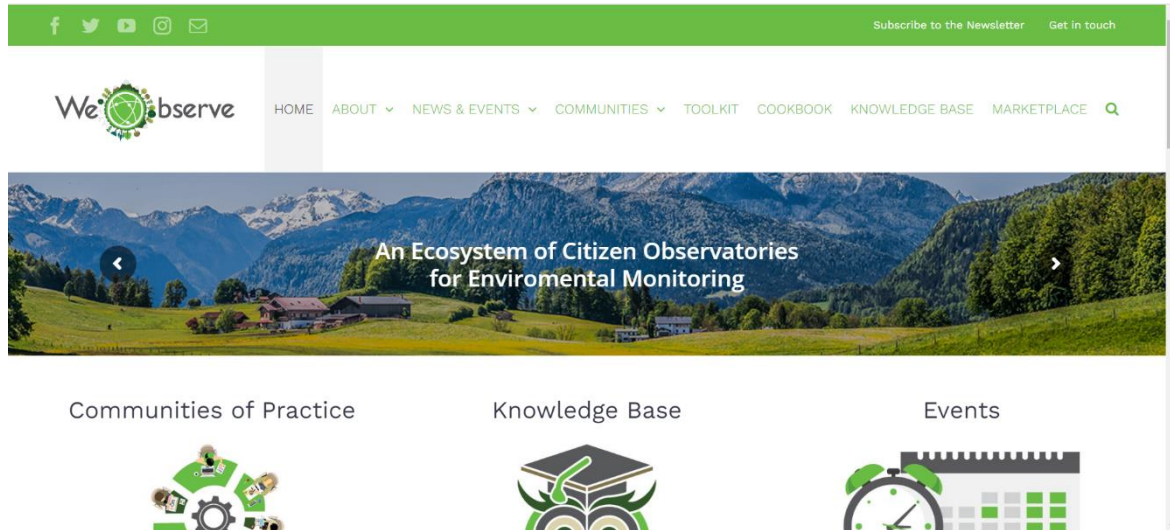 Subscribe to the Newsletter Get in touch
We bserve
HOME ABOUT NEWS & EVENTS COMMUNITIES TOOLKIT COOKBOOK KNOWLEDGE BASE MARKETPLACE
An Ecosystem of Citizen Observatories
for Enviromental Monitoring
Communities of Practice Knowledge Base Events